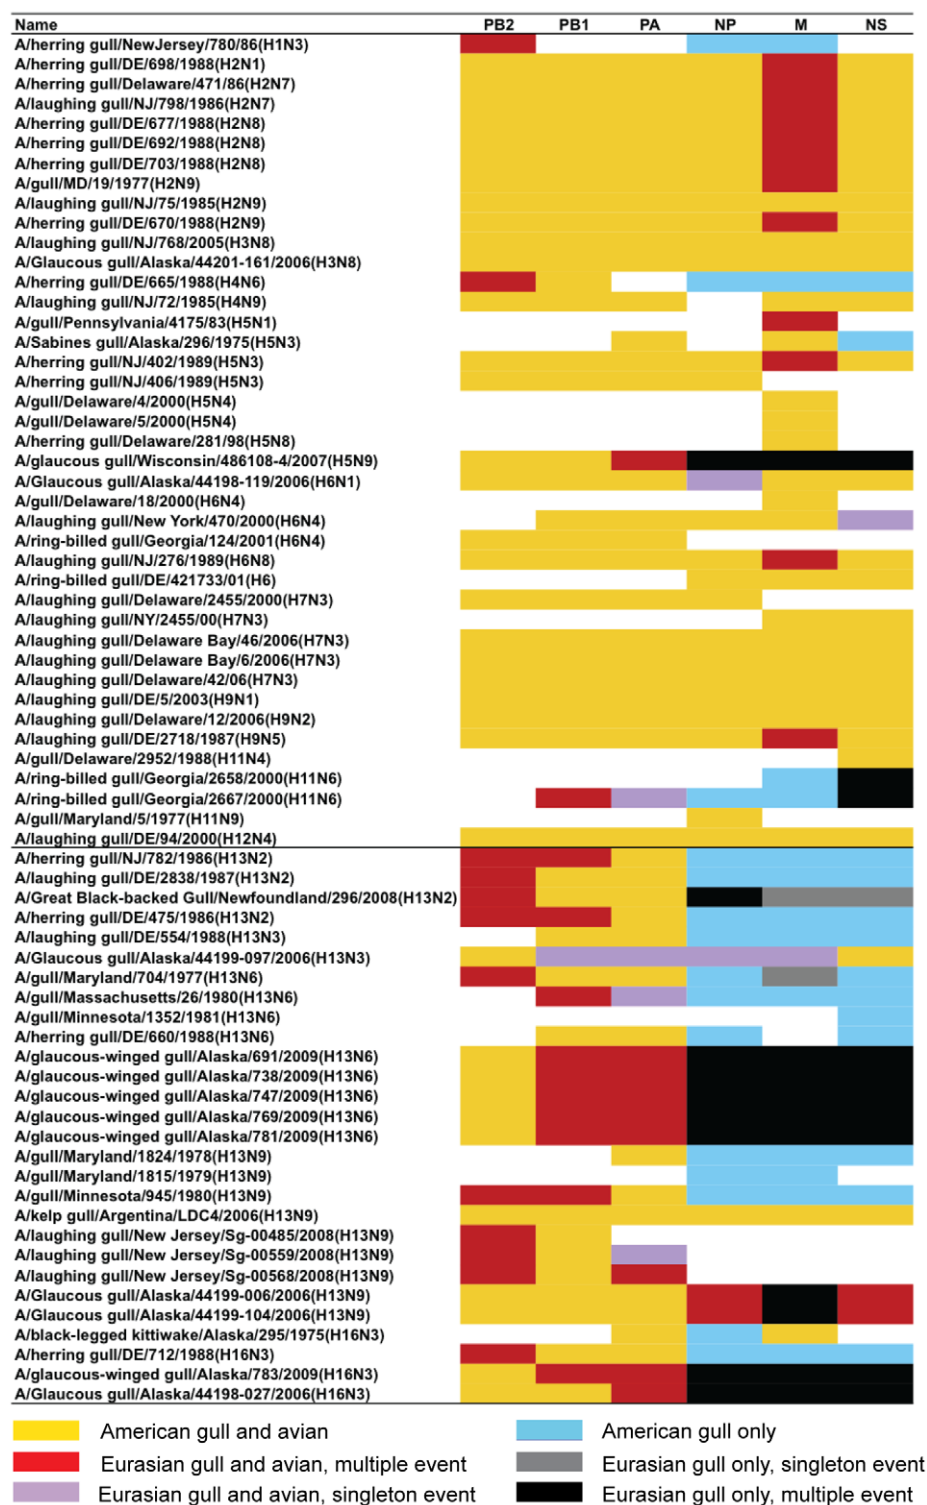 Name PB2 PB1 PA NP M NS
A/herring gull/NewJersey/780/86(H1N3)
A/herring gull/DE/698/1988(H2N1)
A/herring gull/Delaware/471/86(H2N7)
A/laughing gull/NJ/798/1986(H2N7)
A/herring gull/DE/677/1988(H2N8)
A/herring gull/DE/692/1988(H2N8)
A/herring gull/DE/703/1988(H2N8)
A/gull/MD/19/1977(H2N9)
A/laughing gull/NJ/75/1985(H2N9)
A/herring gull/DE/670/1988(H2N9)
A/laughing gull/NJ/768/2005(H3N8)
A/Glaucous gull/Alaska/44201-161/2006(H3N8)
A/herring gull/DE/665/1988(H4N6)
A/laughing gull/NJ/72/1985(H4N9)
A/gull/Pennsylvania/4175/83(H5N1)
A/Sabines gull/Alaska/296/1975(H5N3)
A/herring gull/NJ/402/1989(H5N3)
A/herring gull/NJ/406/1989(H5N3)
A/gull/Delaware/4/2000(H5N4)
A/gull/Delaware/5/2000(H5N4)
A/herring gull/Delaware/281/98(H5N8)
A/glaucous gull/Wisconsin/486108-4/2007(H5N9)
A/Glaucous gull/Alaska/44198-119/2006(H6N1)
A/gull/Delaware/18/2000(H6N4)
A/laughing gull/New York/470/2000(H6N4)
A/ring-billed gull/Georgia/124/2001(H6N4)
A/laughing gull/NJ/276/1989(H6N8)
A/ring-billed gull/DE/421733/01(H6)
A/laughing gull/Delaware/2455/2000(H7N3)
A/laughing gull/NY/2455/00(H7N3)
A/laughing gull/Delaware Bay/46/2006(H7N3)
A/laughing gull/Delaware Bay/6/2006(H7N3)
A/laughing gull/Delaware/42/06(H7N3)
A/laughing gull/DE/5/2003(H9N1)
A/laughing gull/Delaware/12/2006(H9N2)
A/laughing gull/DE/2718/1987(H9N5)
A/gull/Delaware/2952/1988(H11N4)
A/ring-billed gull/Georgia/2658/2000(H11N6)
A/ring-billed gull/Georgia/2667/2000(H11N6)
A/gull/Maryland/5/1977(H11N9)
A/laughing gull/DE/94/2000(H12N4)
A/herring gull/NJ/782/1986(H13N2)
A/laughing gull/DE/2838/1987(H13N2)
A/Great Black-backed Gull/Newfoundland/296/2008(H13N2)
A/herring gull/DE/475/1986(H13N2)
A/laughing gull/DE/554/1988(H13N3)
A/Glaucous gull/Alaska/44199-097/2006(H13N3)
A/gull/Maryland/704/1977(H13N6)
A/gull/Massachusetts/26/1980(H13N6)
A/gull/Minnesota/1352/1981(H13N6)
A/herring gull/DE/660/1988(H13N6)
A/glaucous-winged gull/Alaska/691/2009(H13N6)
A/glaucous-winged gull/Alaska/738/2009(H13N6)
A/glaucous-winged gull/Alaska/747/2009(H13N6)
A/glaucous-winged gull/Alaska/769/2009(H13N6)
A/glaucous-winged gull/Alaska/781/2009(H13N6)
A/gull/Maryland/1824/1978(H13N9)
A/gull/Maryland/1815/1979(H13N9)
A/gull/Minnesota/945/1980(H13N9)
A/kelp gull/Argentina/LDC4/2006(H13N9)
A/laughing gull/New Jersey/Sg-00485/2008(H13N9)
A/laughing gull/New Jersey/Sg-00559/2008(H13N9)
A/laughing gull/New Jersey/Sg-00568/2008(H13N9)
A/Glaucous gull/Alaska/44199-006/2006(H13N9)
A/Glaucous gull/Alaska/44199-104/2006(H13N9)
A/black-legged kittiwake/Alaska/295/1975(H16N3)
A/herring gull/DE/712/1988(H16N3)
A/glaucous-winged gull/Alaska/783/2009(H16N3)
A/Glaucous gull/Alaska/44198-027/2006(H16N3)
American gull and avian American gull only
Eurasian gull and avian, multiple event Eurasian gull only, singleton event
Eurasian gull and avian, singleton event Eurasian gull only, multiple event